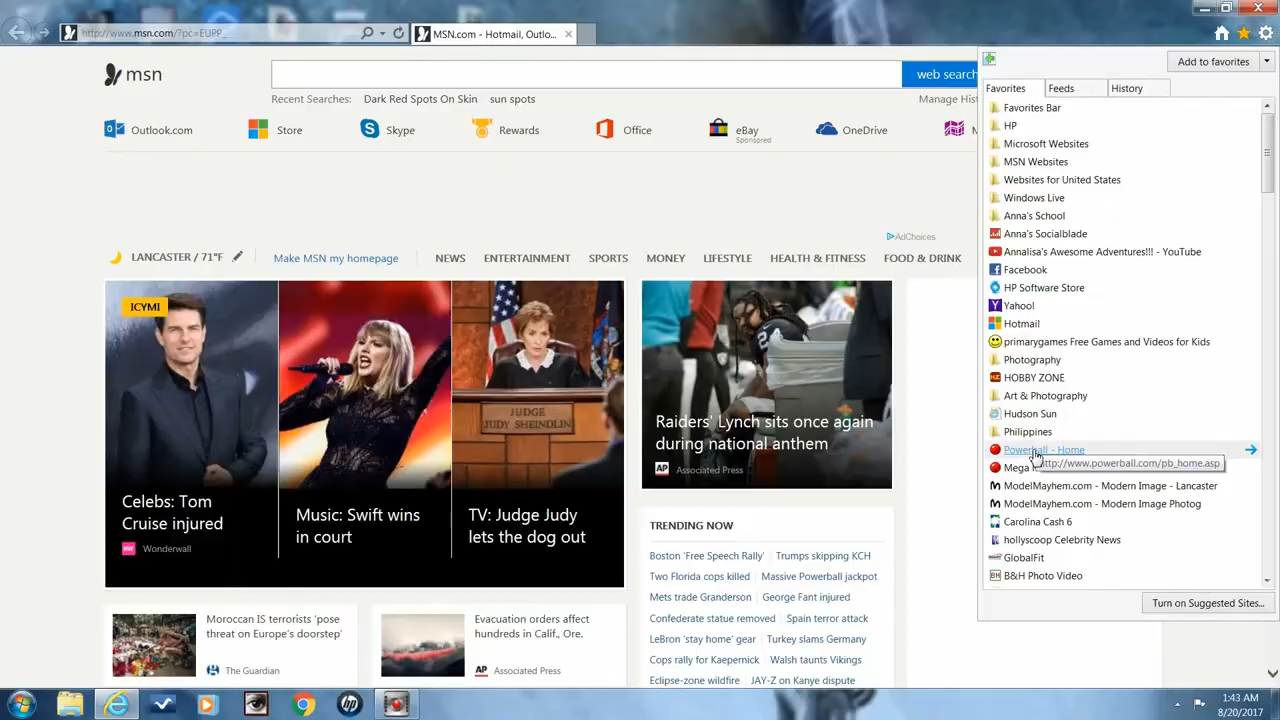 http://www.msn.com/?pc=EUPP_
MSN.com - Hotmail, Outlo...
msn
web search
Recent Searches: Dark Red Spots On Skin sun spots
Manage His
Outlook.com
Store
Skype
Rewards
Office
eBay
Sponsored
OneDrive
AdChoices
LANCASTER / 71°F
Make MSN my homepage
NEWS ENTERTAINMENT SPORTS MONEY LIFESTYLE HEALTH & FITNESS FOOD & DRINK
ICYMI
Celebs: Tom
Cruise injured
Wonderwall
Music: Swift wins
in court
JUDGE
JUDY SHEINDLIN
TV: Judge Judy
lets the dog out
Raiders' Lynch sits once again
during national anthem
AP Associated Press
TRENDING NOW
Boston 'Free Speech Rally' Trumps skipping KCH
Two Florida cops killed Massive Powerball jackpot
Mets trade Granderson George Fant injured
Confederate statue removed Spain terror attack
LeBron 'stay home' gear Turkey slams Germany
Cops rally for Kaepernick Walsh taunts Vikings
Eclipse-zone wildfire JAY-Z on Kanye dispute
Moroccan IS terrorists 'pose
threat on Europe's doorstep'
The Guardian
Evacuation orders affect
hundreds in Calif., Ore.
AP Associated Press
Add to favorites
Favorites Feeds History
Favorites Bar
HP
Microsoft Websites
MSN Websites
Websites for United States
Windows Live
Anna's School
Anna's Socialblade
Annalisa's Awesome Adventures!!! - YouTube
Facebook
HP Software Store
Yahoo!
Hotmail
primarygames Free Games and Videos for Kids
Photography
HOBBY ZONE
Art & Photography
Hudson Sun
Philippines
Powerball - Home
http://www.powerball.com/pb_home.asp
Mega
ModelMayhem.com - Modern Image - Lancaster
ModelMayhem.com - Modern Image Photog
Carolina Cash 6
hollyscoop Celebrity News
GlobalFit
B&H Photo Video
Turn on Suggested Sites...
1:43 AM
8/20/2017